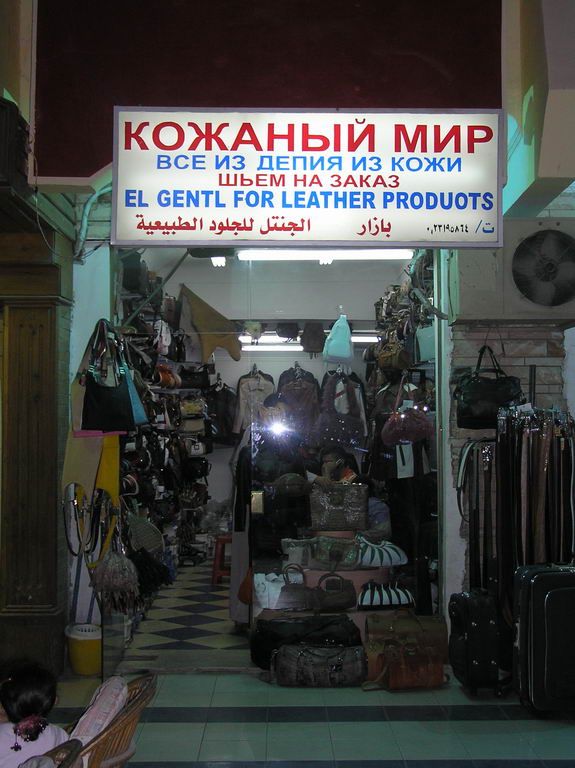 КОЖАНЫЙ МИР
ВСЕ ИЗ ДЕПИЯ ИЗ КОЖИ
ШЬЕМ НА ЗАКАЗ
EL GENTL FOR LEATHER PRODUOTS
بازار الجنتل للجلود الطبيعية
ت/ ٠٢٣١٩٥٨٦٤